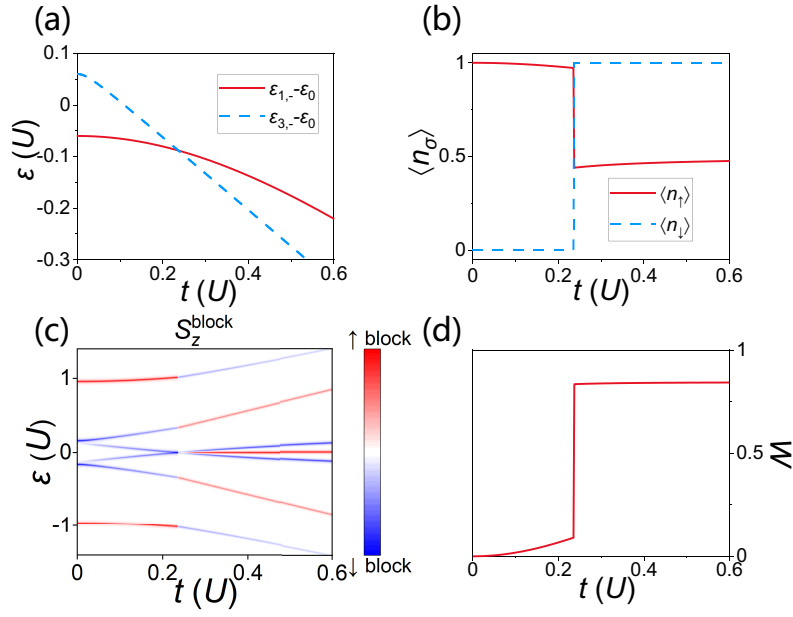 (a)
0.1
0
-0.1
-0.2
-0.3
ε (U)
ε1,- -ε0
ε3,- -ε0
0 0.2 0.4 0.6
t (U)
(b)
1
0.5
0
⟨nσ⟩
⟨n↑⟩
⟨n↓⟩
0 0.2 0.4 0.6
t (U)
(c)
S_z^block
1
0
-1
ε (U)
↑ block
↓ block
0 0.2 0.4 0.6
t (U)
(d)
1
0.5
0
W
0 0.2 0.4 0.6
t (U)